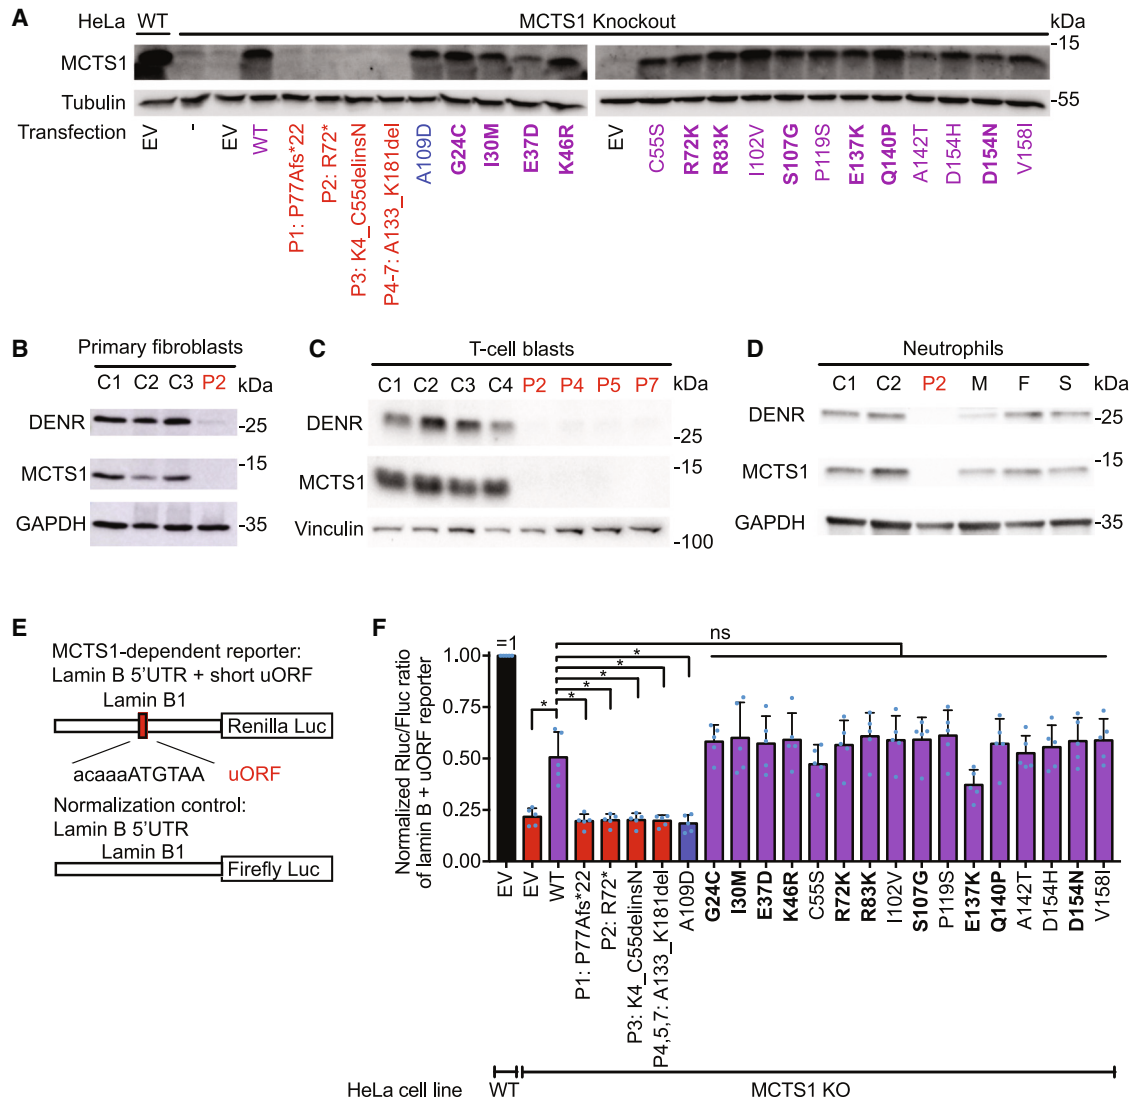 A
HeLa WT MCTS1 Knockout kDa
MCTS1 -15
Tubulin -55
Transfection EV - EV WT P1: P77Afs*22 P2: R72* P3: K4_C55delinsN P4-7: A133_K181del A109D G24C I30M E37D K46R EV C55S R72K R83K I102V S107G P119S E137K Q140P A142T D154H D154N V158I
B
Primary fibroblasts
C1 C2 C3 P2 kDa
DENR -25
MCTS1 -15
GAPDH -35
C
T-cell blasts
C1 C2 C3 C4 P2 P4 P5 P7 kDa
DENR -25
MCTS1 -15
Vinculin -100
D
Neutrophils
C1 C2 P2 M F S kDa
DENR -25
MCTS1 -15
GAPDH -35
E
MCTS1-dependent reporter:
Lamin B 5'UTR + short uORF
Lamin B1
Renilla Luc
acaaaATGTAA uORF
Normalization control:
Lamin B 5'UTR
Lamin B1
Firefly Luc
F
Normalized Rluc/Fluc ratio
of lamin B + uORF reporter
1.00
0.75
0.50
0.25
0.00
=1
ns
*
*
*
*
*
*
EV EV WT P1: P77Afs*22 P2: R72* P3: K4_C55delinsN P4,5,7: A133_K181del A109D G24C I30M E37D K46R C55S R72K R83K I102V S107G P119S E137K Q140P A142T D154H D154N V158I
HeLa cell line WT MCTS1 KO